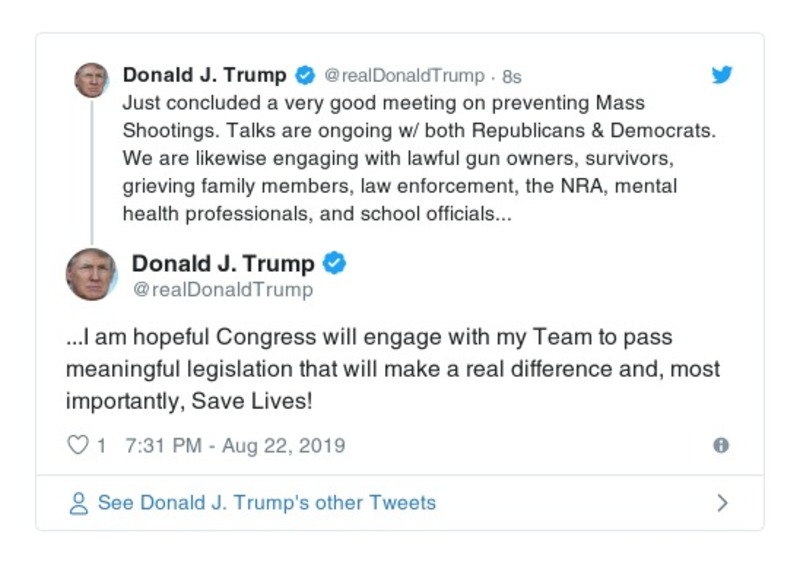 Donald J. Trump @realDonaldTrump · 8s
Just concluded a very good meeting on preventing Mass
Shootings. Talks are ongoing w/ both Republicans & Democrats.
We are likewise engaging with lawful gun owners, survivors,
grieving family members, law enforcement, the NRA, mental
health professionals, and school officials...
Donald J. Trump
@realDonaldTrump
...I am hopeful Congress will engage with my Team to pass
meaningful legislation that will make a real difference and, most
importantly, Save Lives!
1 7:31 PM - Aug 22, 2019
See Donald J. Trump's other Tweets